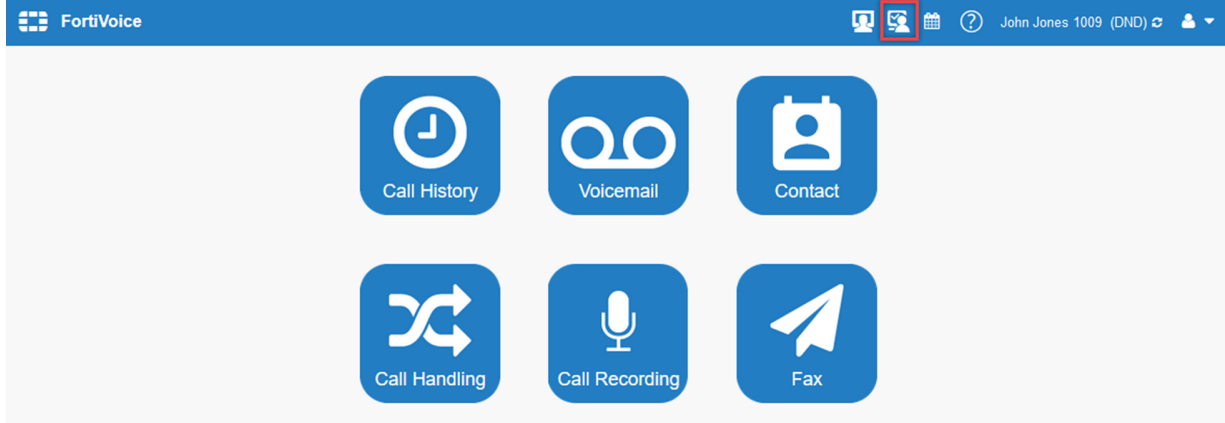 FortiVoice
John Jones 1009 (DND)
Call History
Voicemail
Contact
Call Handling
Call Recording
Fax